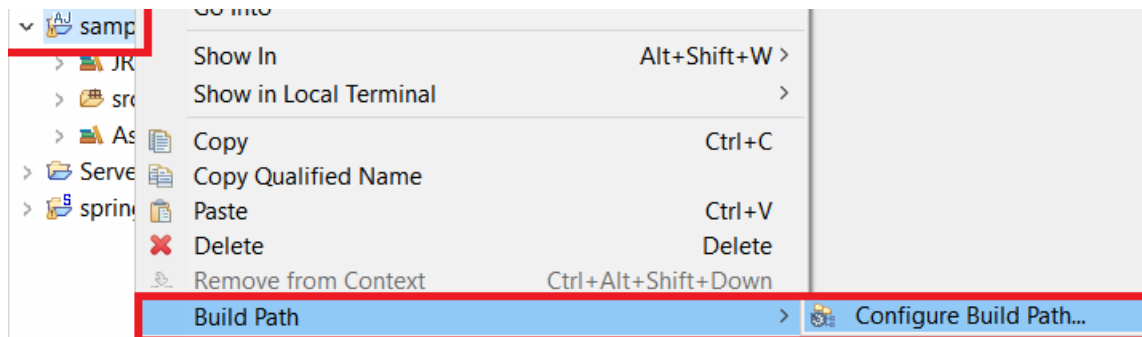 AJ samp
Show In Alt+Shift+W >
JR
Show in Local Terminal >
src
As
Copy Ctrl+C
Serve
Copy Qualified Name
S
spring
Paste Ctrl+V
Delete Delete
Remove from Context Ctrl+Alt+Shift+Down
Build Path > Configure Build Path...